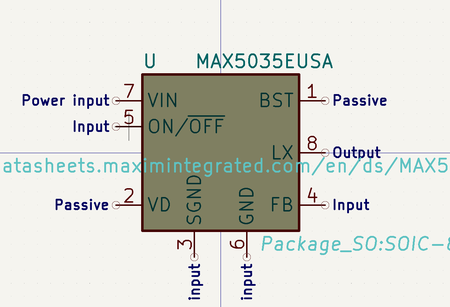 U MAX5035EUSA
Power input 7 VIN BST 1 Passive
Input 5 ON/OFF
LX 8 Output
atasheets.maximintegrated.com/en/ds/MAX5
Passive 2 VD SGND GND FB 4 Input
3 6
Package_SO:SOIC-8
input input